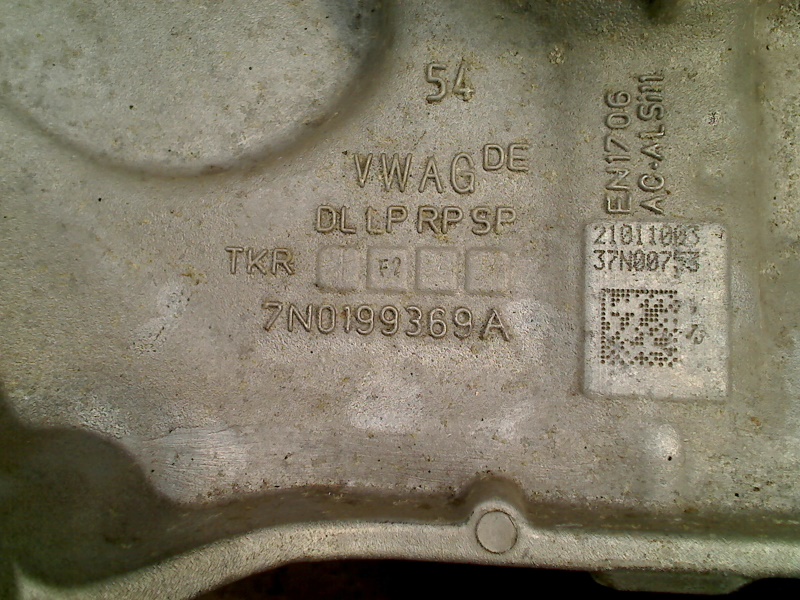 54
VWAG DE
DL LP RP SP
TKR F2
7N0199369A
EN1706
AC-ALSi11
21011003
37N00753